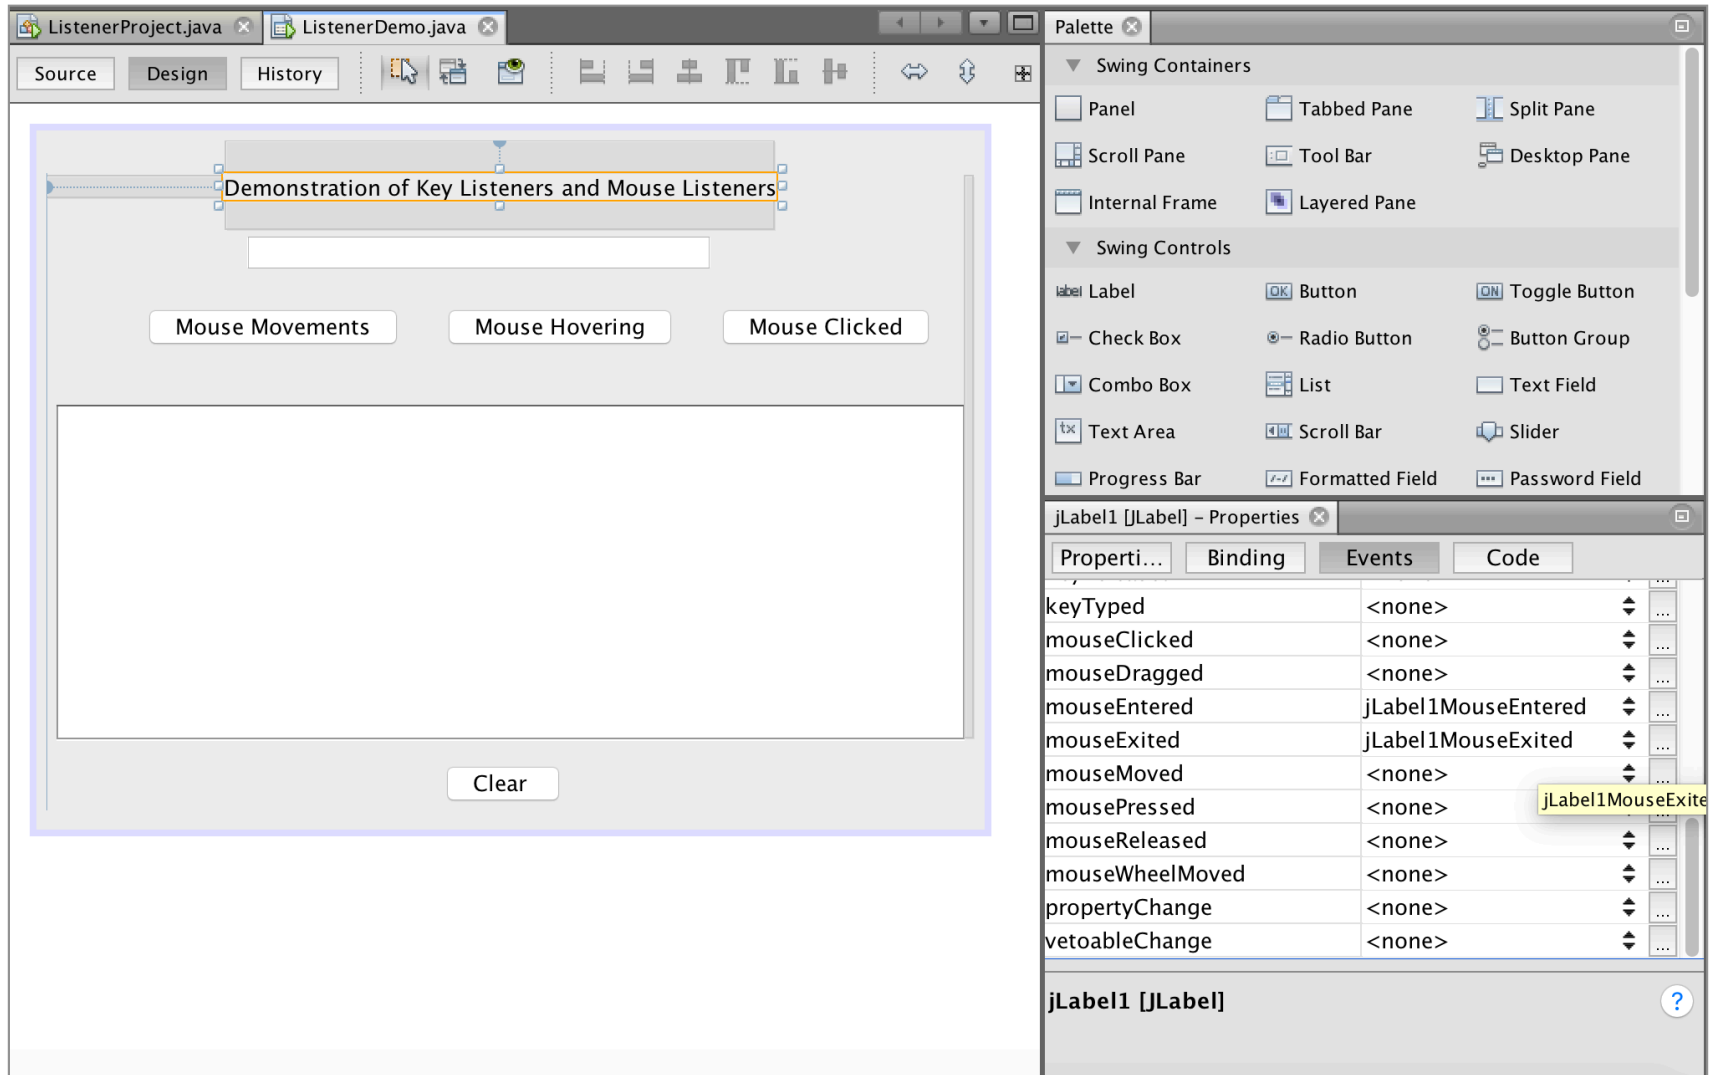 ListenerProject.java
ListenerDemo.java
Source
Design
History
Demonstration of Key Listeners and Mouse Listeners
Mouse Movements
Mouse Hovering
Mouse Clicked
Clear
Palette
Swing Containers
Panel
Tabbed Pane
Split Pane
Scroll Pane
Tool Bar
Desktop Pane
Internal Frame
Layered Pane
Swing Controls
label Label
OK Button
ON Toggle Button
Check Box
Radio Button
Button Group
Combo Box
List
Text Field
tx Text Area
Scroll Bar
Slider
Progress Bar
Formatted Field
Password Field
jLabel1 [JLabel] – Properties
Properti...
Binding
Events
Code
keyTyped <none> ...
mouseClicked <none> ...
mouseDragged <none> ...
mouseEntered jLabel1MouseEntered ...
mouseExited jLabel1MouseExited ...
mouseMoved <none> ...
jLabel1MouseExite
mousePressed <none> ...
mouseReleased <none> ...
mouseWheelMoved <none> ...
propertyChange <none> ...
vetoableChange <none> ...
jLabel1 [JLabel]
?